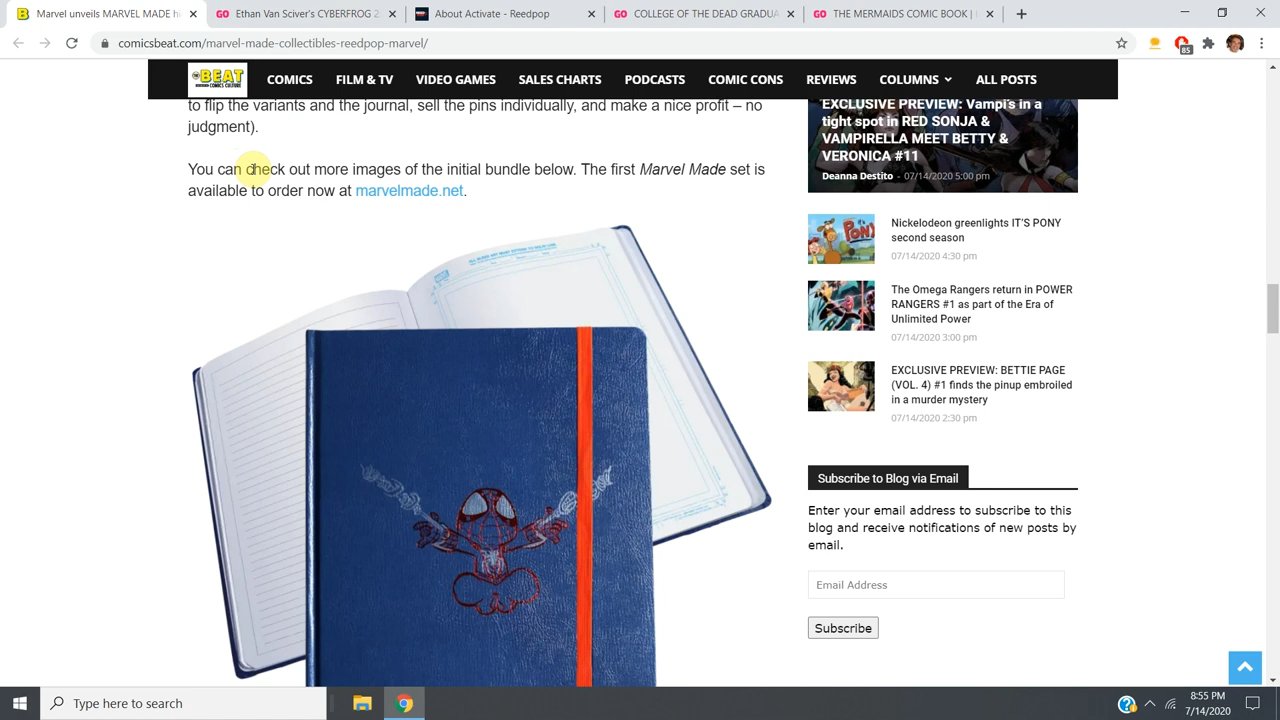 Marvel unveils MARVEL MADE h
Ethan Van Sciver's CYBERFROG 2
About Activate - Reedpop
COLLEGE OF THE DEAD GRADUA
THE MERMAIDS COMIC BOOK | I
comicsbeat.com/marvel-made-collectibles-reedpop-marvel/
85
THE BEAT COMICS CULTURE
COMICS FILM & TV VIDEO GAMES SALES CHARTS PODCASTS COMIC CONS REVIEWS COLUMNS ALL POSTS
to flip the variants and the journal, sell the pins individually, and make a nice profit – no
judgment).
You can check out more images of the initial bundle below. The first Marvel Made set is
available to order now at marvelmade.net.
EXCLUSIVE PREVIEW: Vampi's in a
tight spot in RED SONJA &
VAMPIRELLA MEET BETTY &
VERONICA #11
Deanna Destito - 07/14/2020 5:00 pm
Nickelodeon greenlights IT'S PONY
second season
07/14/2020 4:30 pm
The Omega Rangers return in POWER
RANGERS #1 as part of the Era of
Unlimited Power
07/14/2020 3:00 pm
EXCLUSIVE PREVIEW: BETTIE PAGE
(VOL. 4) #1 finds the pinup embroiled
in a murder mystery
07/14/2020 2:30 pm
Subscribe to Blog via Email
Enter your email address to subscribe to this
blog and receive notifications of new posts by
email.
Email Address
Subscribe
Type here to search
8:55 PM
7/14/2020